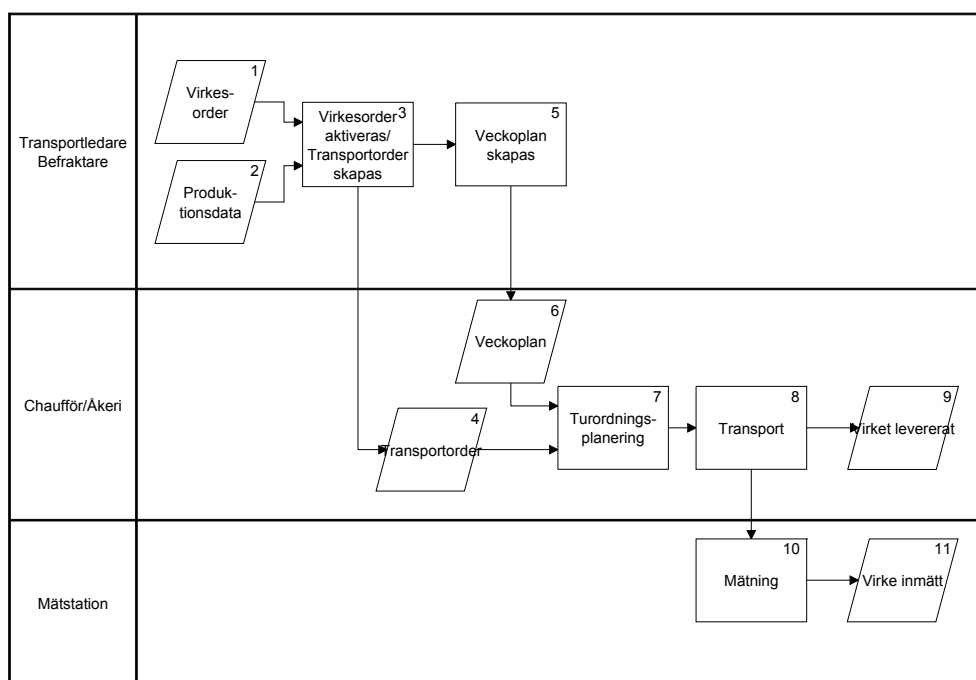 Transportledare
Befraktare
1
Virkes-
order
2
Produk-
tionsdata
3
Virkesorder
aktiveras/
Transportorder
skapas
5
Veckoplan
skapas
Chaufför/Åkeri
6
Veckoplan
4
Transportorder
7
Turordnings-
planering
8
Transport
9
Virket levererat
Mätstation
10
Mätning
11
Virke inmätt